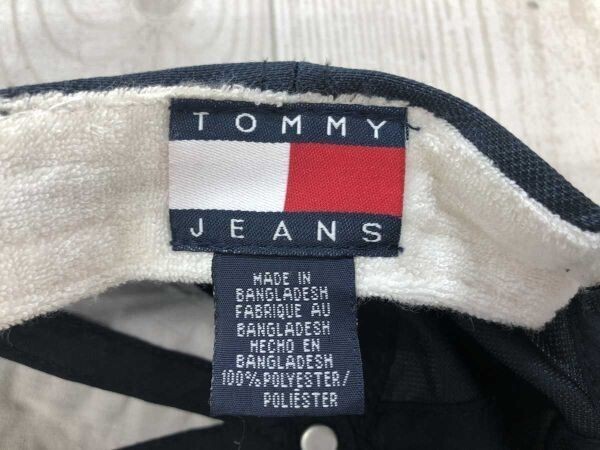 TOMMY
JEANS
MADE IN
BANGLADESH
FABRIQUE AU
BANGLADESH
HECHO EN
BANGLADESH
100% POLYESTER/
POLIÉSTER